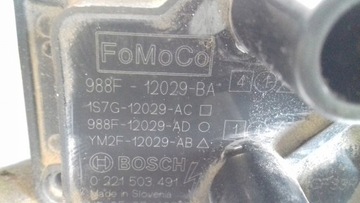 FoMoCo
988F - 12029-BA
1S7G-12029-AC □
988F-12029-AD ○
YM2F-12029-AB △
BOSCH
0 221 503 491
Made in Slovenia